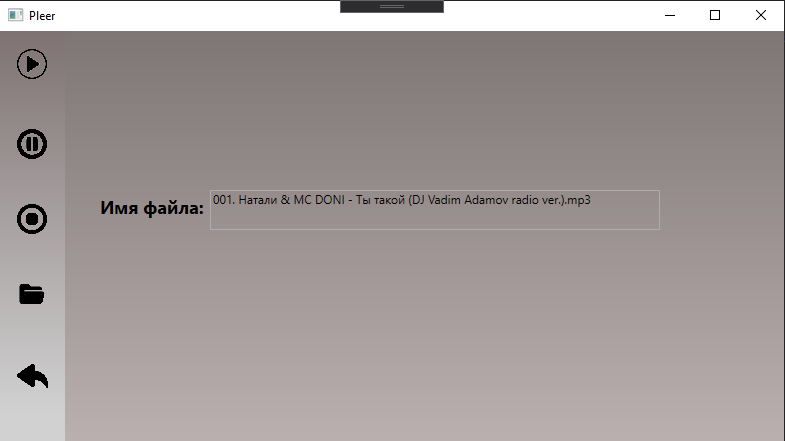 Pleer
Имя файла: 001. Натали & MC DONI - Ты такой (DJ Vadim Adamov radio ver.).mp3